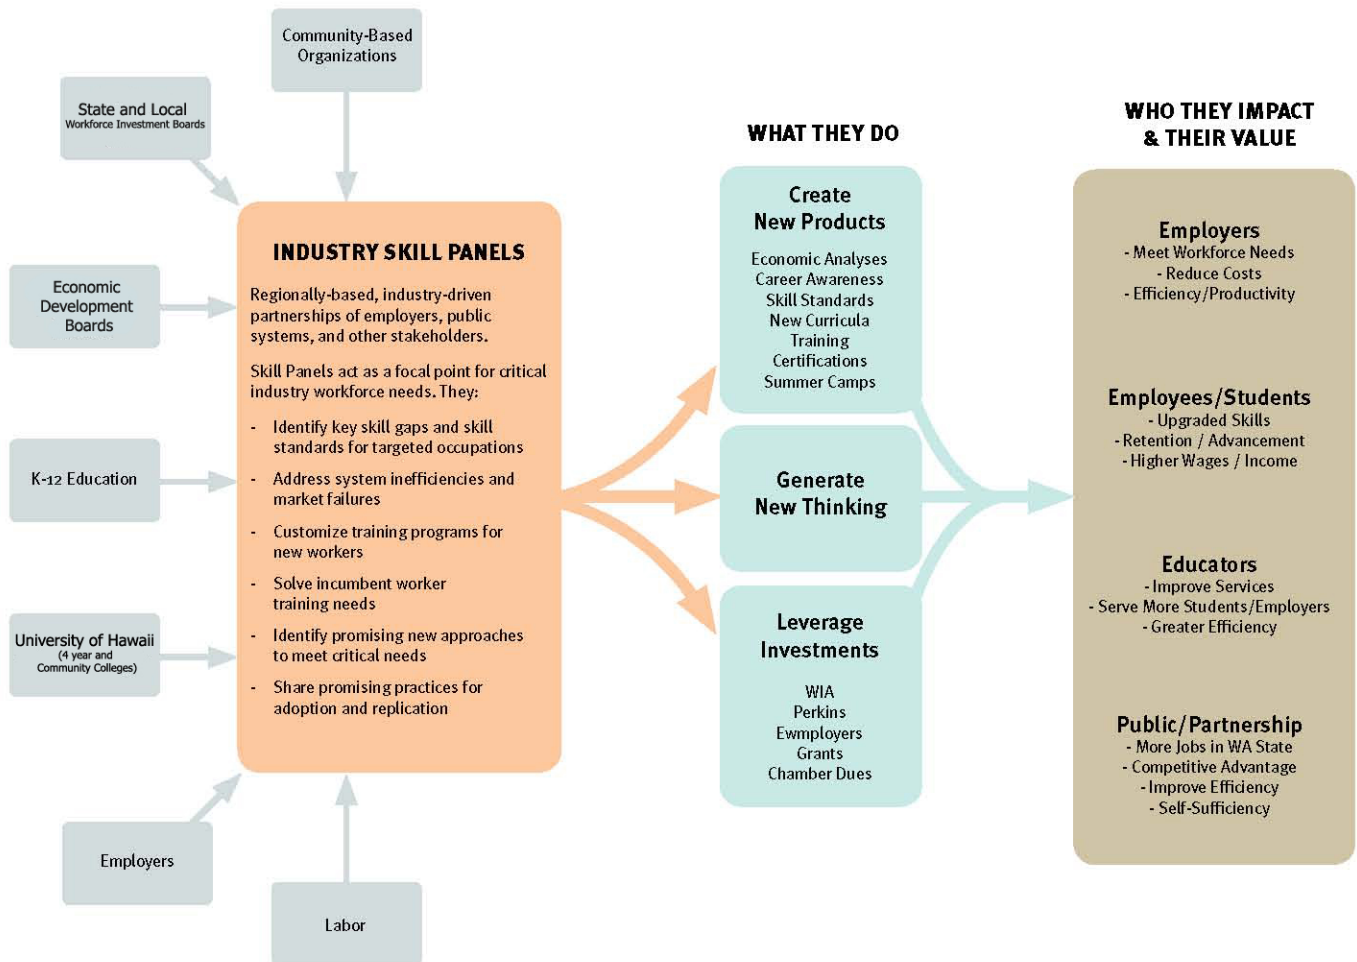 Community-Based
Organizations
State and Local
Workforce Investment Boards
Economic
Development
Boards
K-12 Education
University of Hawaii
(4 year and
Community Colleges)
Employers
Labor
INDUSTRY SKILL PANELS
Regionally-based, industry-driven
partnerships of employers, public
systems, and other stakeholders.
Skill Panels act as a focal point for critical
industry workforce needs. They:
- Identify key skill gaps and skill
standards for targeted occupations
- Address system inefficiencies and
market failures
- Customize training programs for
new workers
- Solve incumbent worker
training needs
- Identify promising new approaches
to meet critical needs
- Share promising practices for
adoption and replication
WHAT THEY DO
Create
New Products
Economic Analyses
Career Awareness
Skill Standards
New Curricula
Training
Certifications
Summer Camps
Generate
New Thinking
Leverage
Investments
WIA
Perkins
Ewmployers
Grants
Chamber Dues
WHO THEY IMPACT
& THEIR VALUE
Employers
- Meet Workforce Needs
- Reduce Costs
- Efficiency/Productivity
Employees/Students
- Upgraded Skills
- Retention / Advancement
- Higher Wages / Income
Educators
- Improve Services
- Serve More Students/Employers
- Greater Efficiency
Public/Partnership
- More Jobs in WA State
- Competitive Advantage
- Improve Efficiency
- Self-Sufficiency